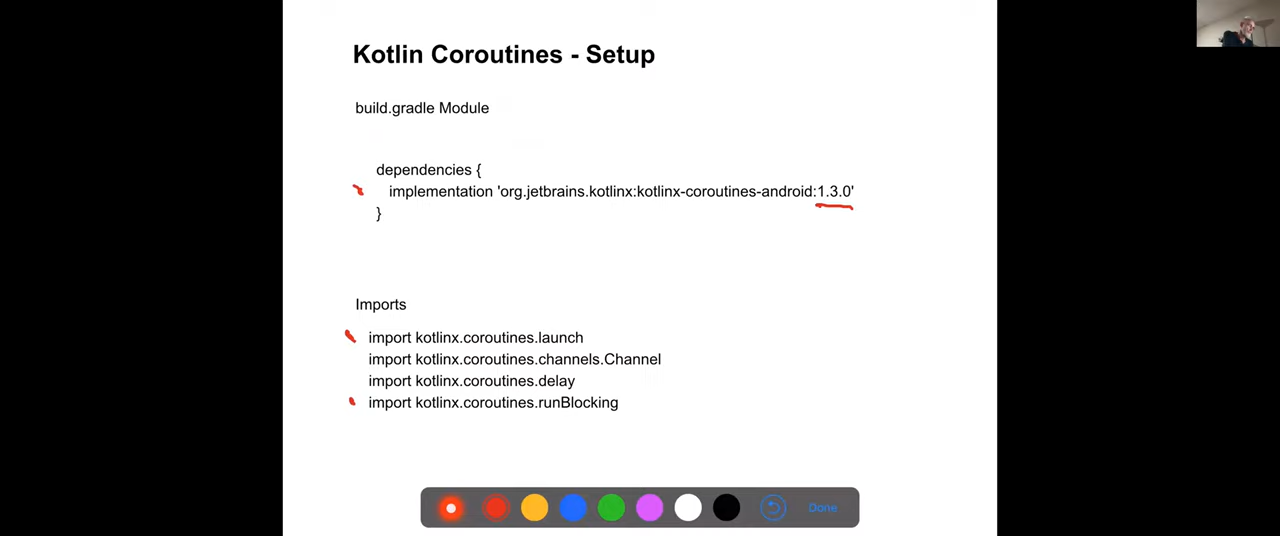 Kotlin Coroutines - Setup
build.gradle Module
dependencies {
implementation 'org.jetbrains.kotlinx:kotlinx-coroutines-android:1.3.0'
}
Imports
import kotlinx.coroutines.launch
import kotlinx.coroutines.channels.Channel
import kotlinx.coroutines.delay
import kotlinx.coroutines.runBlocking
Done